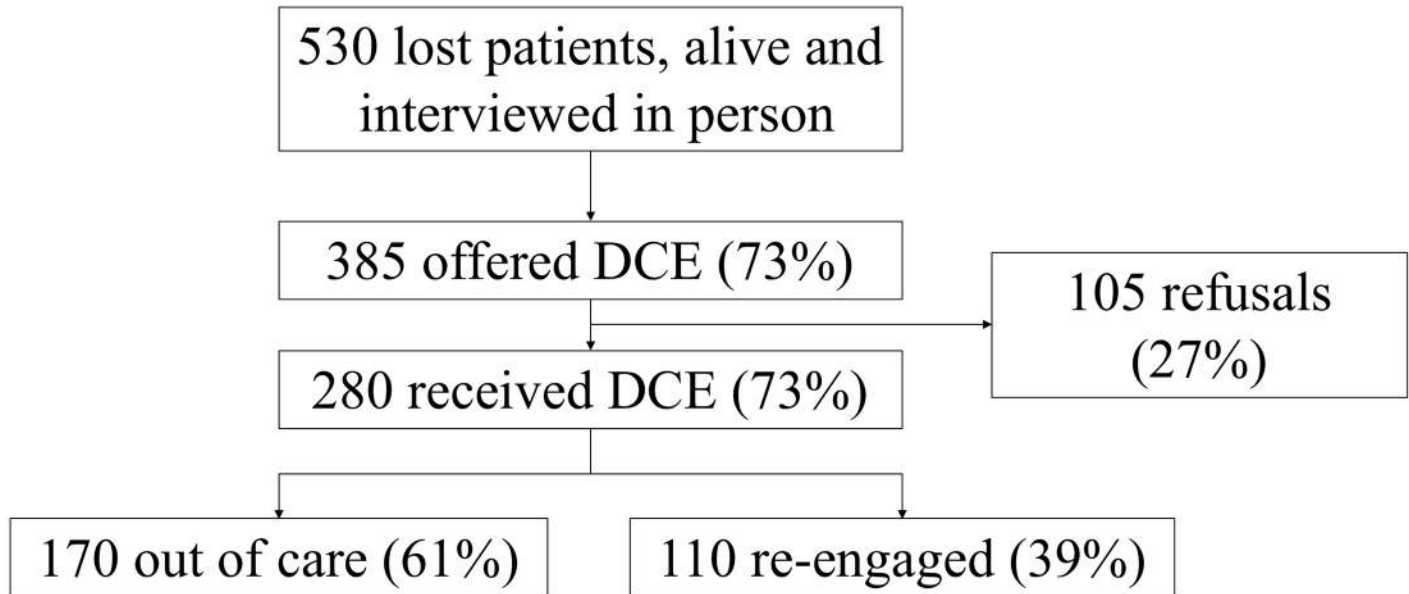 530 lost patients, alive and
interviewed in person
385 offered DCE (73%)
105 refusals
(27%)
280 received DCE (73%)
170 out of care (61%)
110 re-engaged (39%)